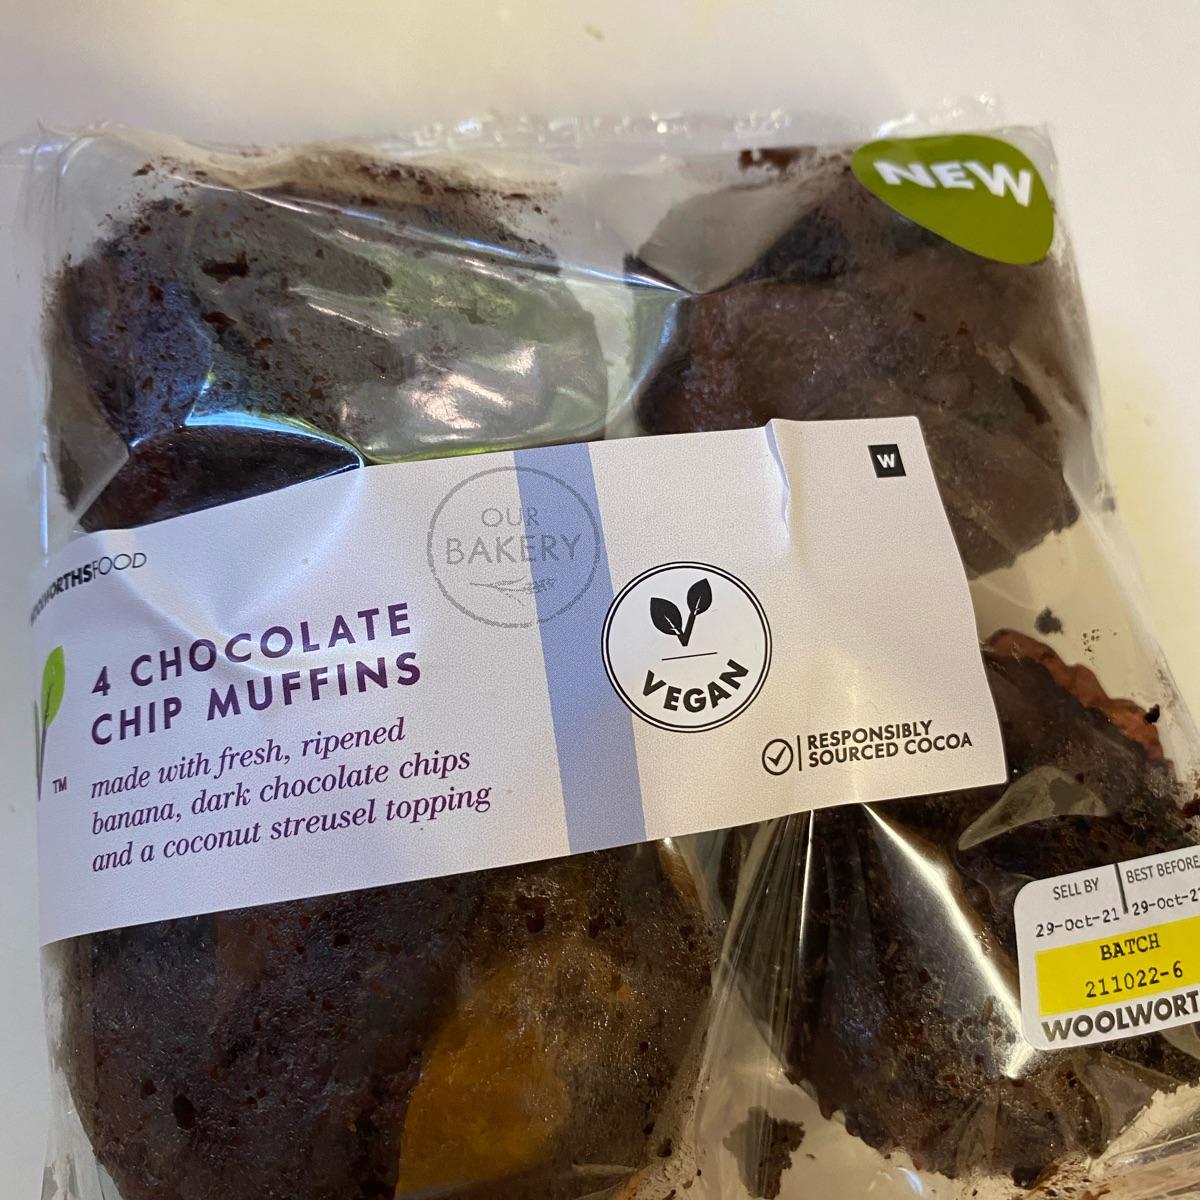 NEW
W
OUR
BAKERY
WOOLWORTHSFOOD
4 CHOCOLATE
CHIP MUFFINS
made with fresh, ripened
banana, dark chocolate chips
and a coconut streusel topping
TM
VEGAN
RESPONSIBLY
SOURCED COCOA
SELL BY BEST BEFORE
29-Oct-21 29-Oct-2
BATCH
211022-6
WOOLWORT